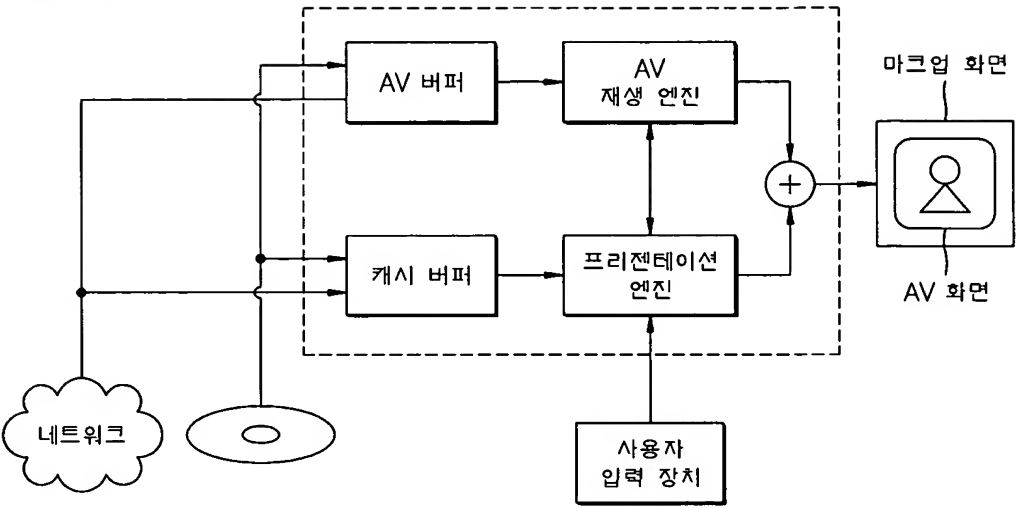 AV 버퍼
AV
재생 엔진
마크업 화면
캐시 버퍼
프리젠테이션
엔진
AV 화면
네트워크
사용자
입력 장치